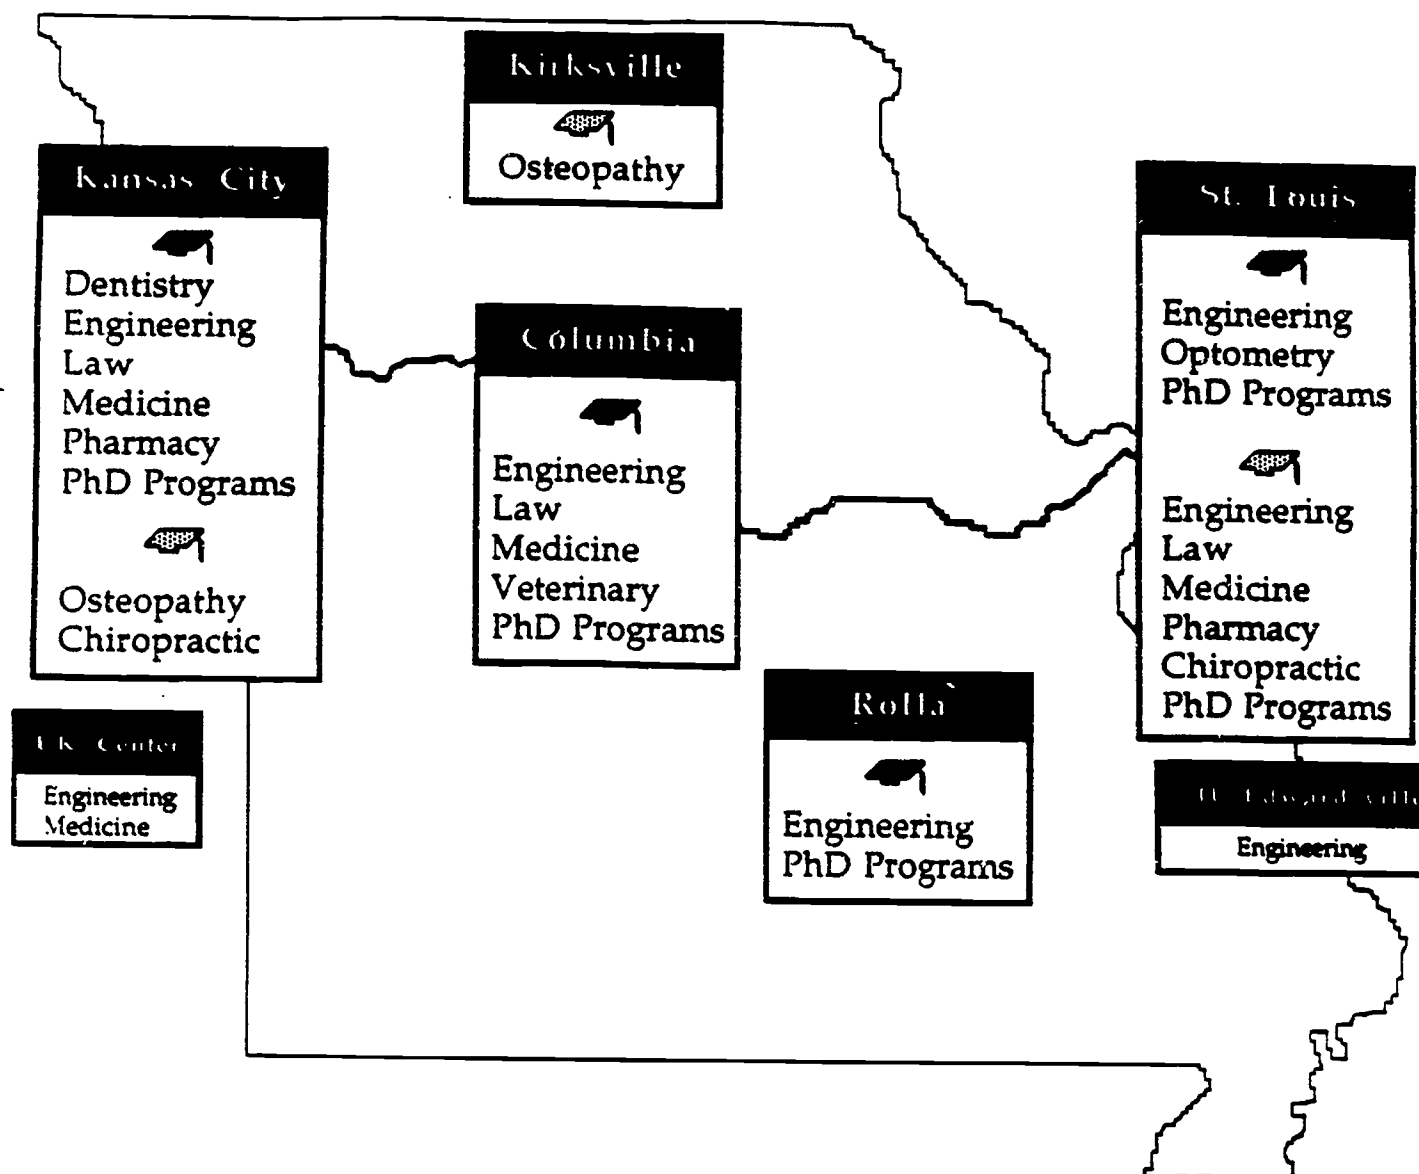 Kirksville
Osteopathy
Kansas City
Dentistry
Engineering
Law
Medicine
Pharmacy
PhD Programs
Osteopathy
Chiropractic
Columbia
Engineering
Law
Medicine
Veterinary
PhD Programs
St. Louis
Engineering
Optometry
PhD Programs
Engineering
Law
Medicine
Pharmacy
Chiropractic
PhD Programs
Rolla
Engineering
PhD Programs
Center
Engineering
Medicine
Engineering